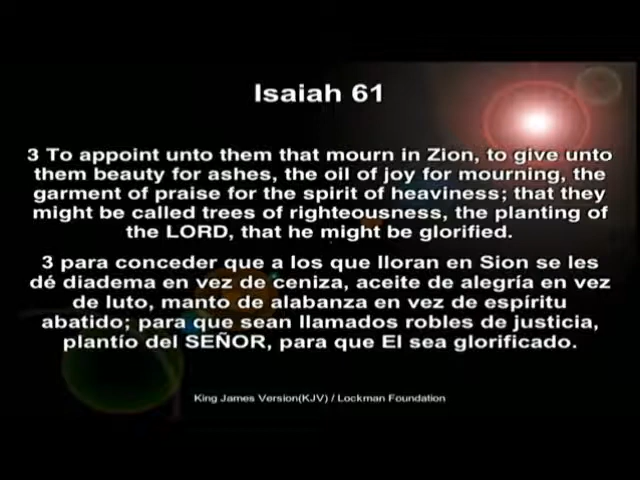 Isaiah 61
3 To appoint unto them that mourn in Zion, to give unto
them beauty for ashes, the oil of joy for mourning, the
garment of praise for the spirit of heaviness; that they
might be called trees of righteousness, the planting of
the LORD, that he might be glorified.
3 para conceder que a los que lloran en Sion se les
dé diadema en vez de ceniza, aceite de alegría en vez
de luto, manto de alabanza en vez de espíritu
abatido; para que sean llamados robles de justicia,
plantío del SEÑOR, para que El sea glorificado.
King James Version(KJV) / Lockman Foundation